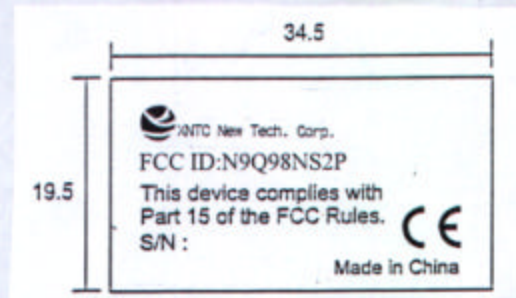 34.5
19.5
XNTC New Tech. Corp.
FCC ID:N9Q98NS2P
This device complies with
Part 15 of the FCC Rules.
S/N :
CE
Made in China